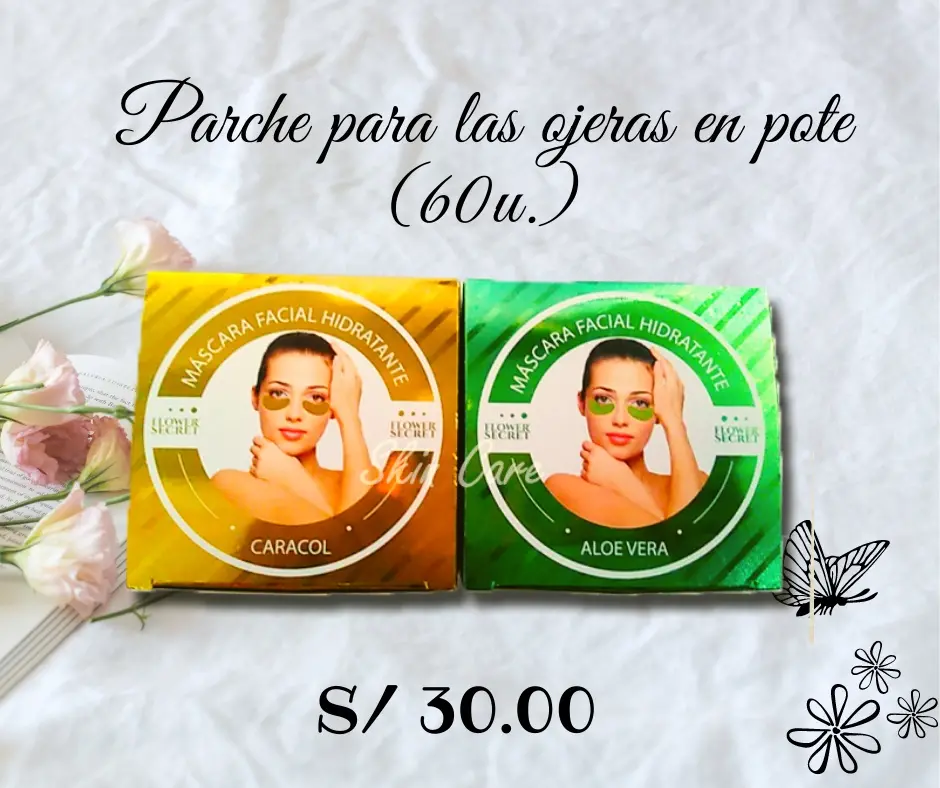 Parche para las ojeras en pote
(60u.)
MÁSCARA FACIAL HIDRATANTE
FLOWER
SECRET
FLOWER
SECRET
CARACOL
MÁSCARA FACIAL HIDRATANTE
FLOWER
SECRET
FLOWER
SECRET
ALOE VERA
Skin Care
S/ 30.00